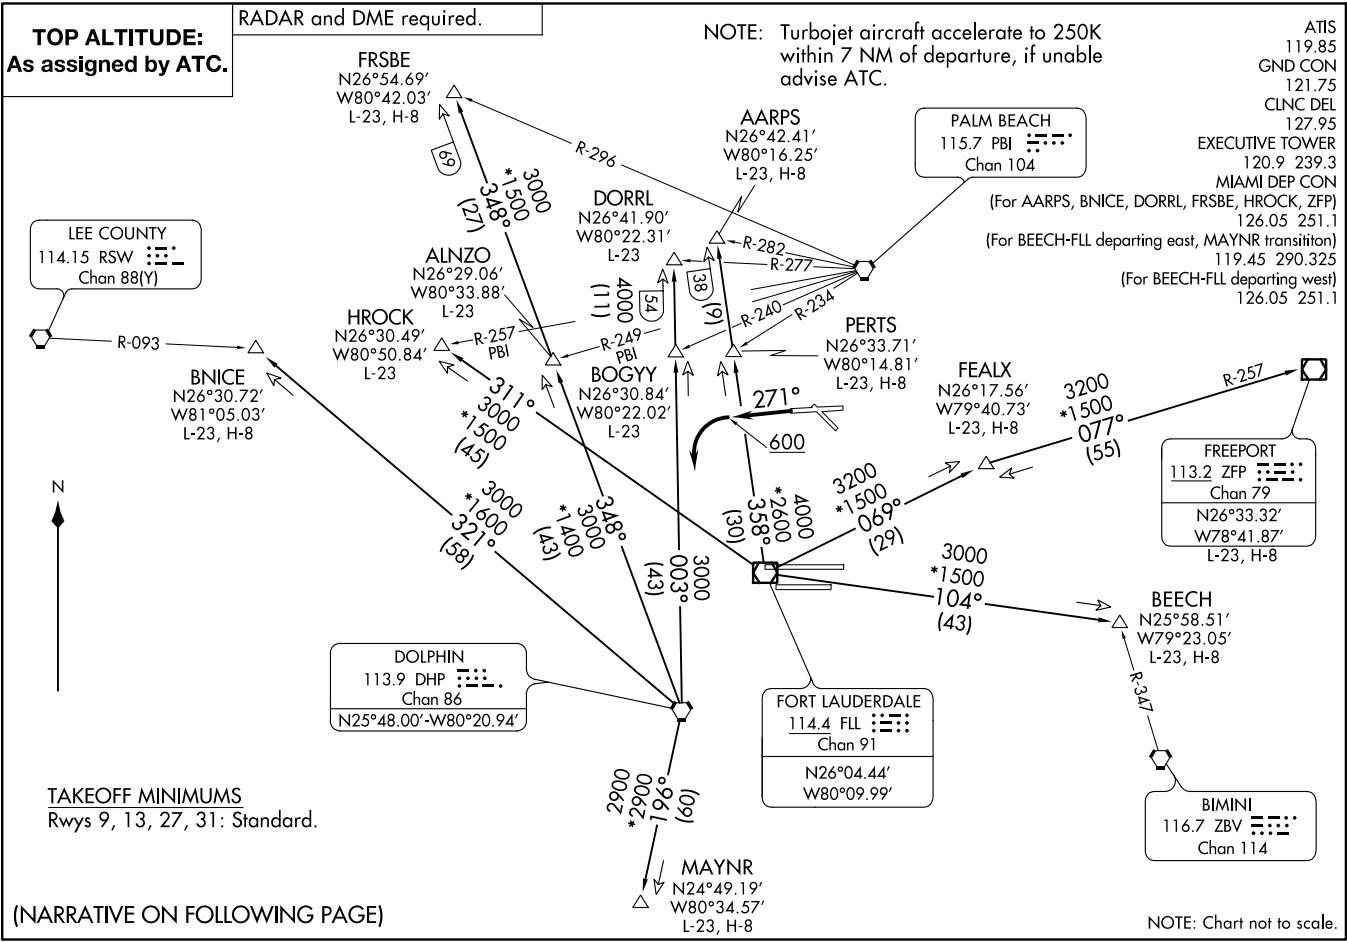 TOP ALTITUDE:
As assigned by ATC.
RADAR and DME required.
NOTE: Turbojet aircraft accelerate to 250K
within 7 NM of departure, if unable
advise ATC.
ATIS
119.85
GND CON
121.75
CLNC DEL
127.95
EXECUTIVE TOWER
120.9 239.3
MIAMI DEP CON
(For AARPS, BNICE, DORRL, FRSBE, HROCK, ZFP)
126.05 251.1
(For BEECH-FLL departing east, MAYNR transititon)
119.45 290.325
(For BEECH-FLL departing west)
126.05 251.1
FRSBE
N26°54.69′
W80°42.03′
L-23, H-8
AARPS
N26°42.41′
W80°16.25′
L-23, H-8
PALM BEACH
115.7 PBI
Chan 104
R-296
69
3000
*1500
348°
(27)
DORRL
N26°41.90′
W80°22.31′
L-23
LEE COUNTY
114.15 RSW
Chan 88(Y)
ALNZO
N26°29.06′
W80°33.88′
L-23
4000
(11)
54
38
(9)
R-282
R-277
R-240
R-234
HROCK
N26°30.49′
W80°50.84′
L-23
R-257
PBI
R-249
PBI
R-093
BNICE
N26°30.72′
W81°05.03′
L-23, H-8
BOGYY
N26°30.84′
W80°22.02′
L-23
PERTS
N26°33.71′
W80°14.81′
L-23, H-8
FEALX
N26°17.56′
W79°40.73′
L-23, H-8
R-257
3200
*1500
077°
(55)
FREEPORT
113.2 ZFP
Chan 79
N26°33.32′
W78°41.87′
L-23, H-8
311°
3000
*1500
(45)
271°
600
N
3000
*1600
321°
(58)
348°
3000
*1400
(43)
3000
003°
(43)
4000
*2600
358°
(30)
3200
*1500
069°
(29)
3000
*1500
104°
(43)
BEECH
N25°58.51′
W79°23.05′
L-23, H-8
R-347
DOLPHIN
113.9 DHP
Chan 86
N25°48.00′-W80°20.94′
FORT LAUDERDALE
114.4 FLL
Chan 91
N26°04.44′
W80°09.99′
BIMINI
116.7 ZBV
Chan 114
2900
*2900
196°
(60)
TAKEOFF MINIMUMS
Rwys 9, 13, 27, 31: Standard.
MAYNR
N24°49.19′
W80°34.57′
L-23, H-8
(NARRATIVE ON FOLLOWING PAGE)
NOTE: Chart not to scale.